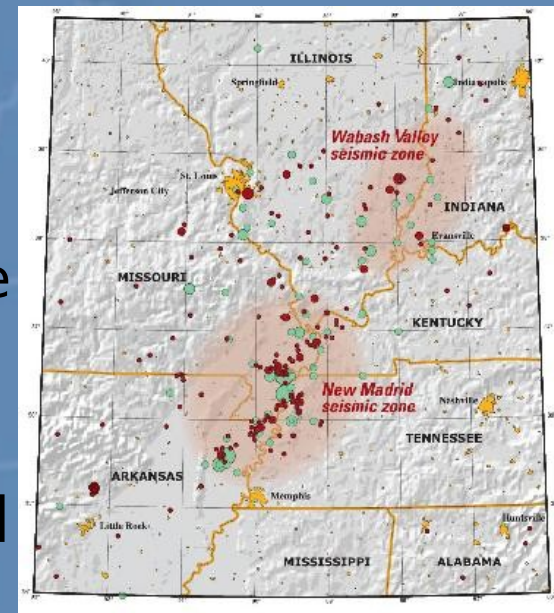 ILLINOIS
Springfield
Indianapolis
Wabash Valley
seismic zone
St. Louis
Jefferson City
INDIANA
Evansville
e
MISSOURI
KENTUCKY
New Madrid
seismic zone
Nashville
TENNESSEE
ARKANSAS
Memphis
Little Rock
Huntsville
MISSISSIPPI
ALABAMA